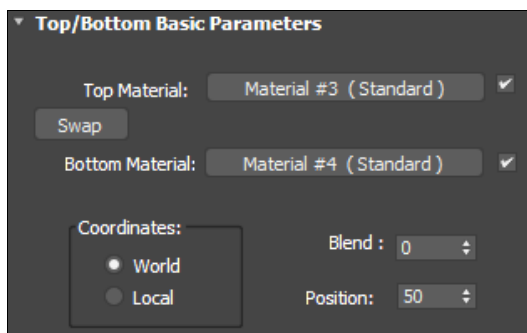 Top/Bottom Basic Parameters
Top Material: Material #3 ( Standard )
Swap
Bottom Material: Material #4 ( Standard )
Coordinates:
Blend : 0
World
Local
Position: 50